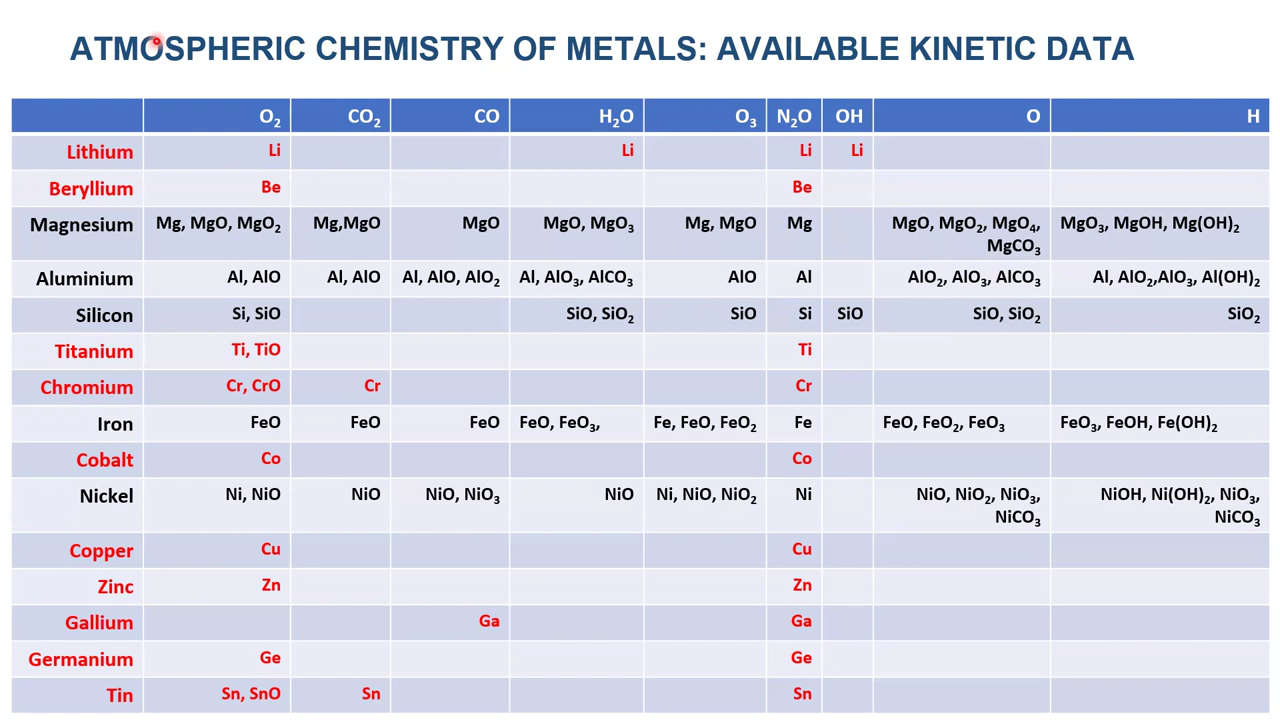 ATMOSPHERIC CHEMISTRY OF METALS: AVAILABLE KINETIC DATA
O₂ CO₂ CO H₂O O₃ N₂O OH O H
Lithium Li Li Li Li
Beryllium Be Be
Magnesium Mg, MgO, MgO₂ Mg,MgO MgO MgO, MgO₃ Mg, MgO Mg MgO, MgO₂, MgO₄, MgO₃, MgOH, Mg(OH)₂
MgCO₃
Aluminium Al, AlO Al, AlO Al, AlO, AlO₂ Al, AlO₃, AlCO₃ AlO Al AlO₂, AlO₃, AlCO₃ Al, AlO₂,AlO₃, Al(OH)₂
Silicon Si, SiO SiO, SiO₂ SiO Si SiO SiO, SiO₂ SiO₂
Titanium Ti, TiO Ti
Chromium Cr, CrO Cr Cr
Iron FeO FeO FeO FeO, FeO₃, Fe, FeO, FeO₂ Fe FeO, FeO₂, FeO₃ FeO₃, FeOH, Fe(OH)₂
Cobalt Co Co
Nickel Ni, NiO NiO NiO, NiO₃ NiO Ni, NiO, NiO₂ Ni NiO, NiO₂, NiO₃, NiOH, Ni(OH)₂, NiO₃,
NiCO₃ NiCO₃
Copper Cu Cu
Zinc Zn Zn
Gallium Ga Ga
Germanium Ge Ge
Tin Sn, SnO Sn Sn